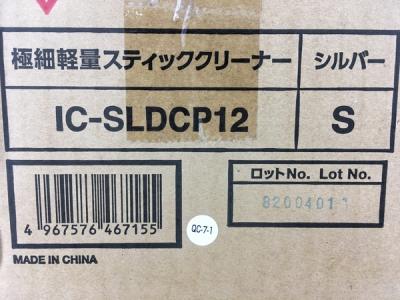 極細軽量スティッククリーナー
シルバー
IC-SLDCP12
S
ロットNo. Lot No.
8200401
4 967576 467155
QC-7-1
MADE IN CHINA